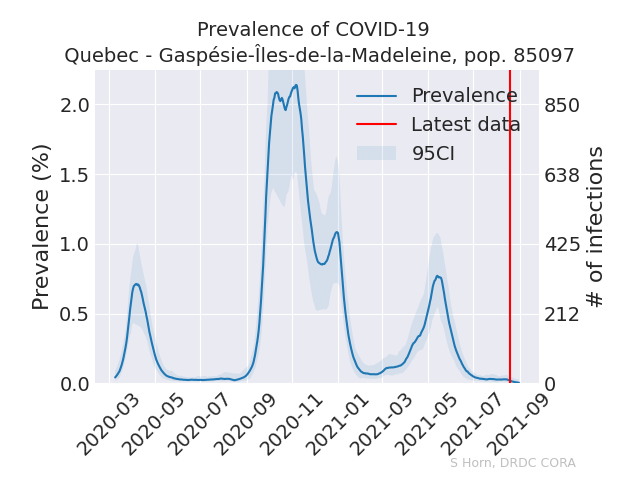 Prevalence of COVID-19
Quebec - Gaspésie-Îles-de-la-Madeleine, pop. 85097
Prevalence
Latest data
95CI
Prevalence (%)
2.0
1.5
1.0
0.5
0.0
850
638
425
212
0
# of infections
2020-03
2020-05
2020-07
2020-09
2020-11
2021-01
2021-03
2021-05
2021-07
2021-09
S Horn, DRDC CORA